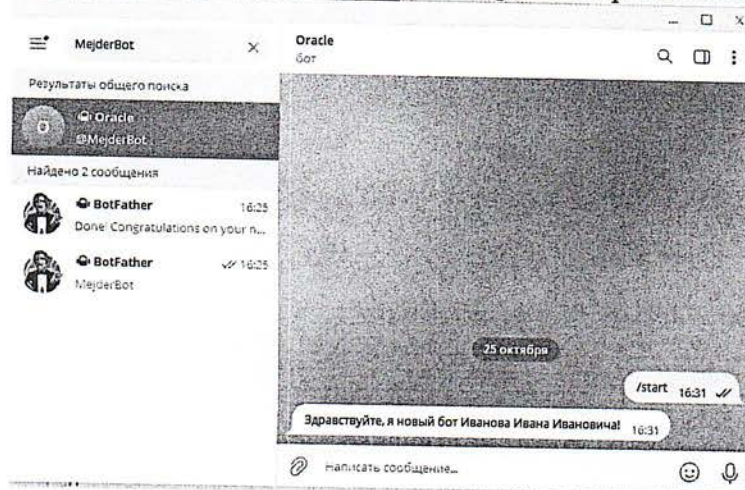 MejderBot
Результаты общего поиска
Oracle
@MejderBot
Найдено 2 сообщения
BotFather 16:25
Done! Congratulations on your n...
BotFather 16:25
MejderBot
Oracle
бот
25 октября
/start 16:31
Здравствуйте, я новый бот Иванова Ивана Ивановича! 16:31
Написать сообщение...